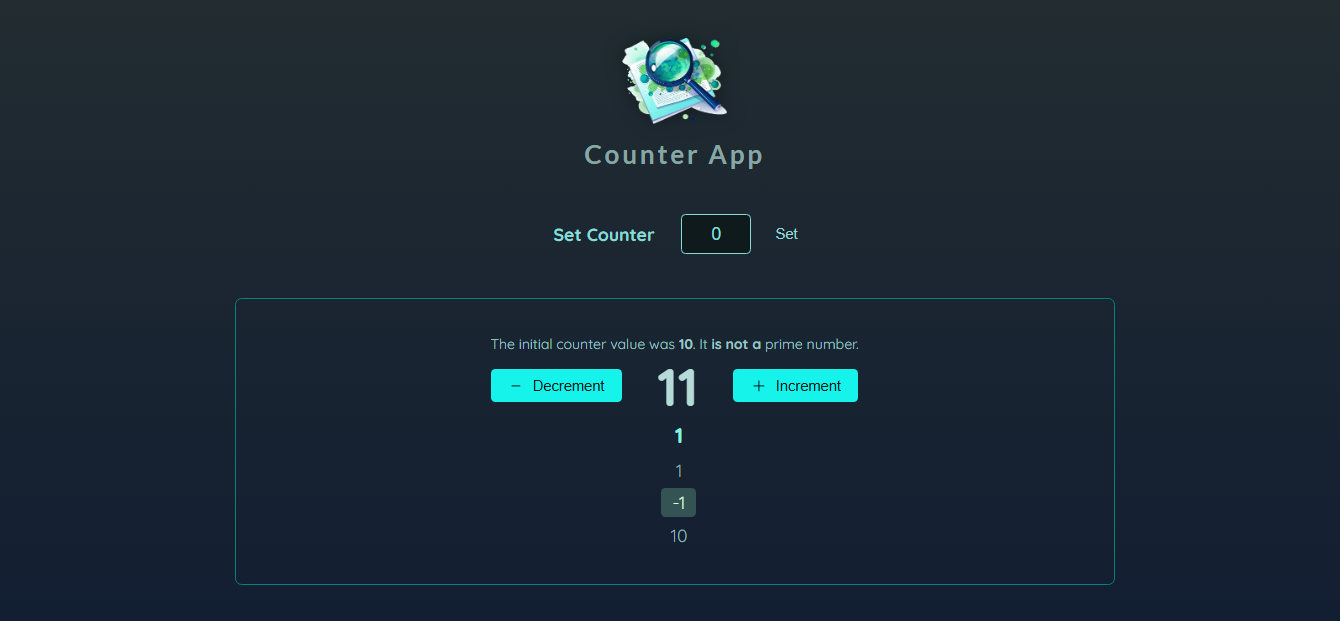 Counter App
Set Counter 0 Set
The initial counter value was 10. It is not a prime number.
− Decrement 11 + Increment
1
1
-1
10